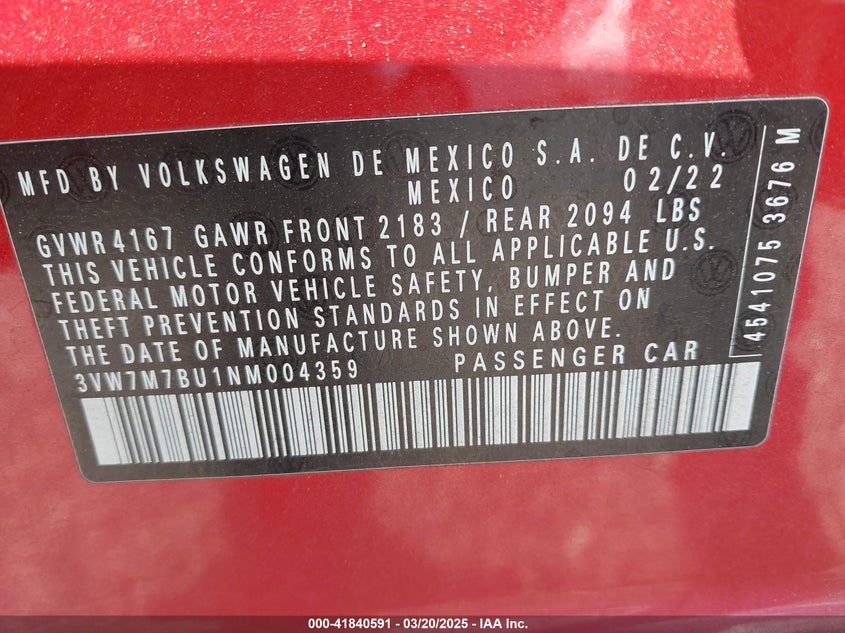 MFD BY VOLKSWAGEN DE MEXICO S.A. DE C.V.
MEXICO 02/22
GVWR 4167 GAWR FRONT 2183 / REAR 2094 LBS
THIS VEHICLE CONFORMS TO ALL APPLICABLE U.S.
FEDERAL MOTOR VEHICLE SAFETY, BUMPER AND
THEFT PREVENTION STANDARDS IN EFFECT ON
THE DATE OF MANUFACTURE SHOWN ABOVE.
3VW7M7BU1NM004359 PASSENGER CAR
4541075 3676 M
000-41840591 - 03/20/2025 - IAA Inc.